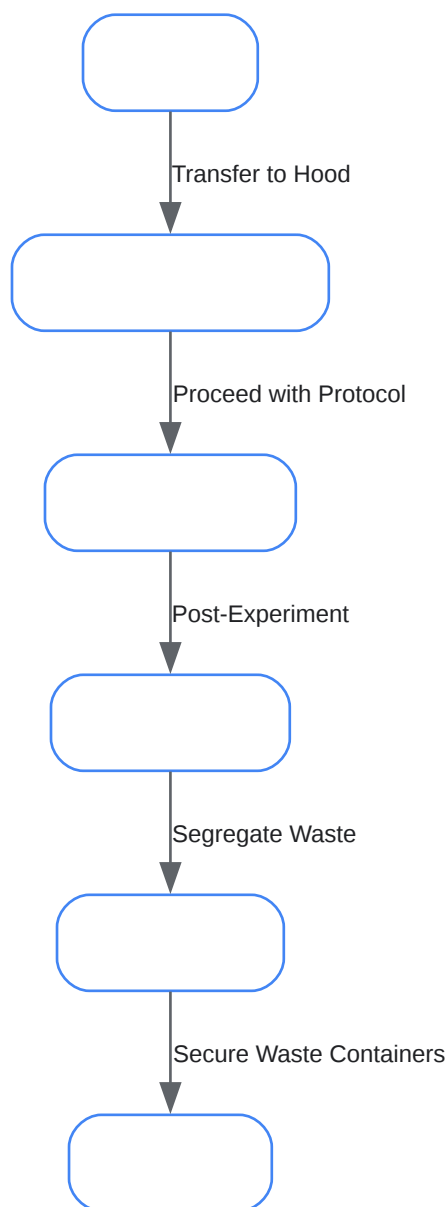 Transfer to Hood
Proceed with Protocol
Post-Experiment
Segregate Waste
Secure Waste Containers